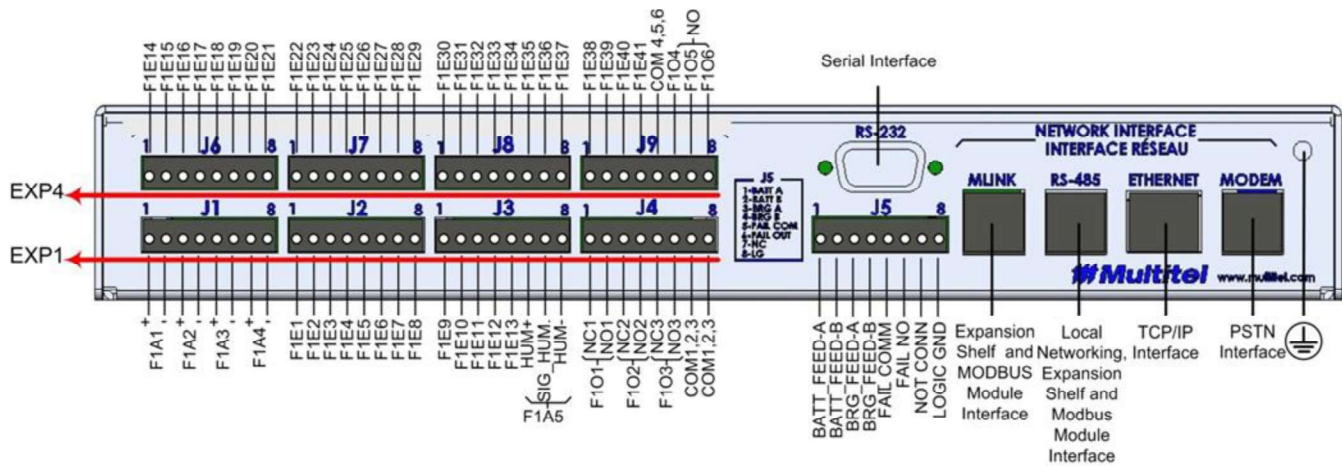 F1E14
F1E15
F1E16
F1E17
F1E18
F1E19
F1E20
F1E21
F1E22
F1E23
F1E24
F1E25
F1E26
F1E27
F1E28
F1E29
F1E30
F1E31
F1E32
F1E33
F1E34
F1E35
F1E36
F1E37
F1E38
F1E39
F1E40
F1E41
COM 4,5,6
F1O4
F1O5
F1O6
NO
Serial Interface
1 J6 8
1 J7 8
1 J8 8
1 J9 8
RS-232
NETWORK INTERFACE
INTERFACE RÉSEAU
MLINK
RS-485
ETHERNET
MODEM
EXP4
1 J1 8
1 J2 8
1 J3 8
1 J4 8
J5
1-BATT A
2-BATT B
3-BRG A
4-BRG B
5-FAIL COM
6-FAIL OUT
7-NC
8-LG
1 J5 8
EXP1
Multitel www.multitel.com
F1A1 + -
F1A2 + -
F1A3 + -
F1A4 + -
F1E1
F1E2
F1E3
F1E4
F1E5
F1E6
F1E7
F1E8
F1E9
F1E10
F1E11
F1E12
F1E13
HUM+
SIG_HUM.
HUM-
F1A5
F1O1 NC1
NO1
F1O2 NC2
NO2
F1O3 NC3
NO3
COM1,2,3
COM1,2,3
BATT_FEED-A
BATT_FEED-B
BRG_FEED-A
BRG_FEED-B
FAIL COMM
FAIL NO
NOT CONN
LOGIC GND
Expansion
Shelf and
MODBUS
Module
Interface
Local
Networking,
Expansion
Shelf and
Modbus
Module
Interface
TCP/IP
Interface
PSTN
Interface